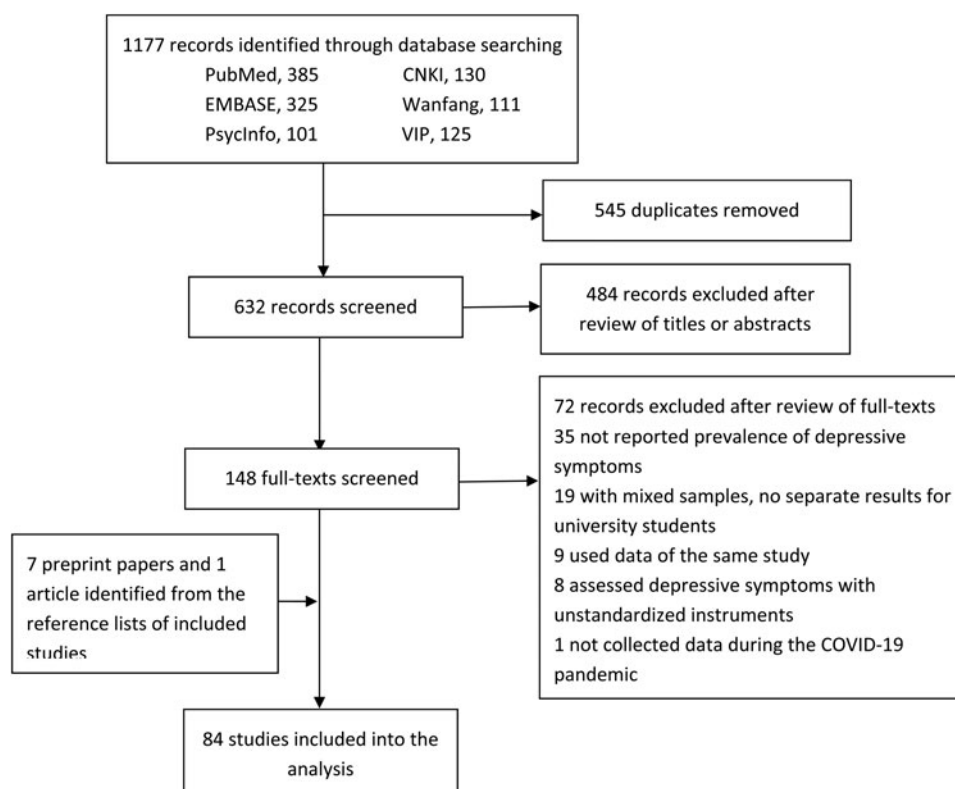 1177 records identified through database searching
PubMed, 385 CNKI, 130
EMBASE, 325 Wanfang, 111
PsycInfo, 101 VIP, 125
545 duplicates removed
632 records screened
484 records excluded after
review of titles or abstracts
72 records excluded after review of full-texts
35 not reported prevalence of depressive
symptoms
19 with mixed samples, no separate results for
university students
9 used data of the same study
8 assessed depressive symptoms with
unstandardized instruments
1 not collected data during the COVID-19
pandemic
148 full-texts screened
7 preprint papers and 1
article identified from the
reference lists of included
studies
84 studies included into the
analysis